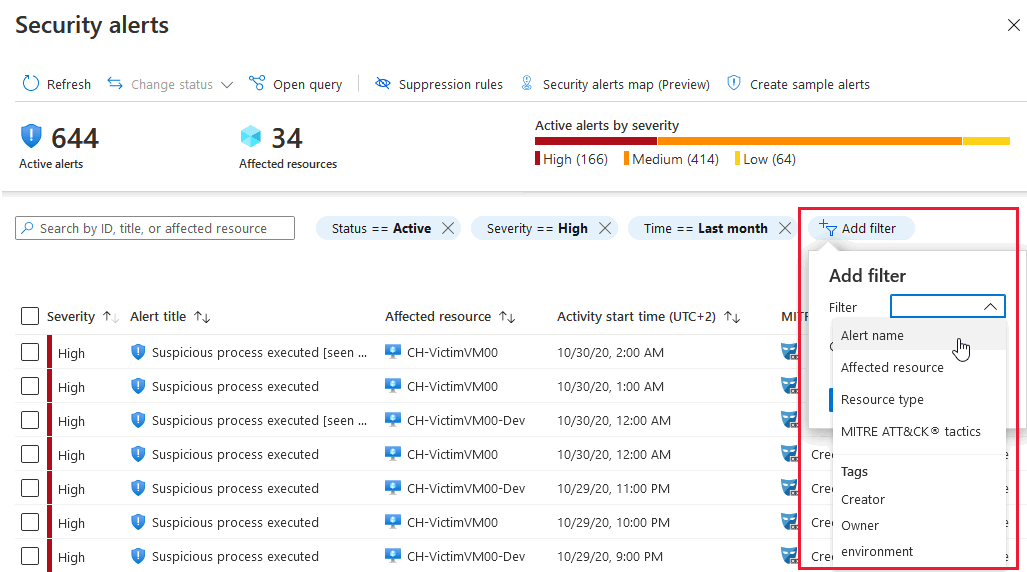 Security alerts
Refresh Change status Open query Suppression rules Security alerts map (Preview) Create sample alerts
644
Active alerts
34
Affected resources
Active alerts by severity
High (166) Medium (414) Low (64)
Search by ID, title, or affected resource
Status == Active
Severity == High
Time == Last month
Add filter
Add filter
Filter
Alert name
Affected resource
Resource type
MITRE ATT&CK® tactics
Tags
Creator
Owner
environment
Severity Alert title Affected resource Activity start time (UTC+2)
High Suspicious process executed [seen ... CH-VictimVM00 10/30/20, 2:00 AM
High Suspicious process executed CH-VictimVM00 10/30/20, 1:00 AM
High Suspicious process executed [seen ... CH-VictimVM00-Dev 10/30/20, 12:00 AM
High Suspicious process executed CH-VictimVM00 10/30/20, 12:00 AM
High Suspicious process executed CH-VictimVM00-Dev 10/29/20, 11:00 PM
High Suspicious process executed CH-VictimVM00 10/29/20, 10:00 PM
High Suspicious process executed CH-VictimVM00-Dev 10/29/20, 9:00 PM